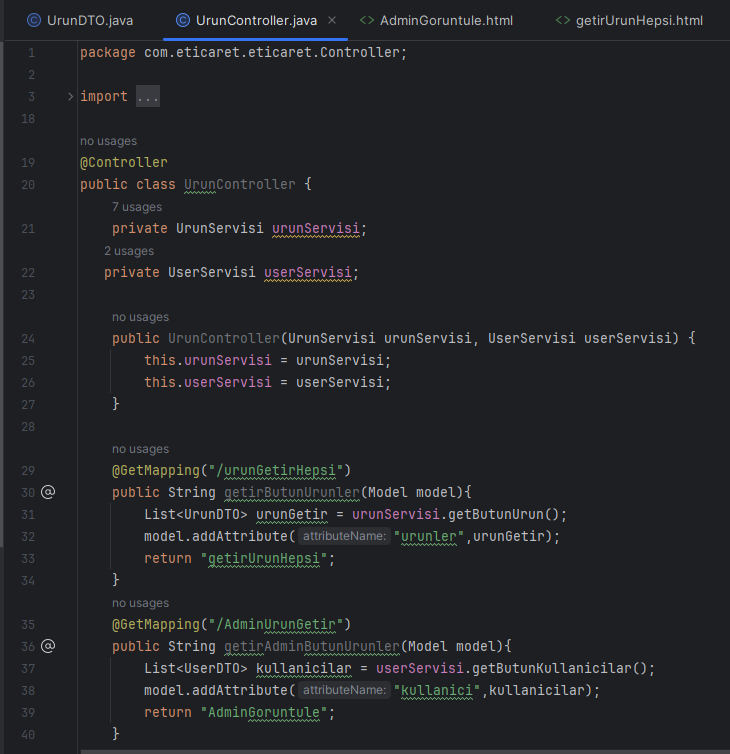 UrunDTO.java UrunController.java AdminGoruntule.html getirUrunHepsi.html
1 package com.eticaret.eticaret.Controller;
2
3 import ...
18
no usages
19 @Controller
20 public class UrunController {
7 usages
21 private UrunServisi urunServisi;
2 usages
22 private UserServisi userServisi;
23
no usages
24 public UrunController(UrunServisi urunServisi, UserServisi userServisi) {
25 this.urunServisi = urunServisi;
26 this.userServisi = userServisi;
27 }
28
no usages
29 @GetMapping("/urunGetirHepsi")
30 public String getirButunUrunler(Model model){
31 List<UrunDTO> urunGetir = urunServisi.getButunUrun();
32 model.addAttribute( attributeName: "urunler",urunGetir);
33 return "getirUrunHepsi";
34 }
no usages
35 @GetMapping("/AdminUrunGetir")
36 public String getirAdminButunUrunler(Model model){
37 List<UserDTO> kullanicilar = userServisi.getButunKullanicilar();
38 model.addAttribute( attributeName: "kullanici",kullanicilar);
39 return "AdminGoruntule";
40 }